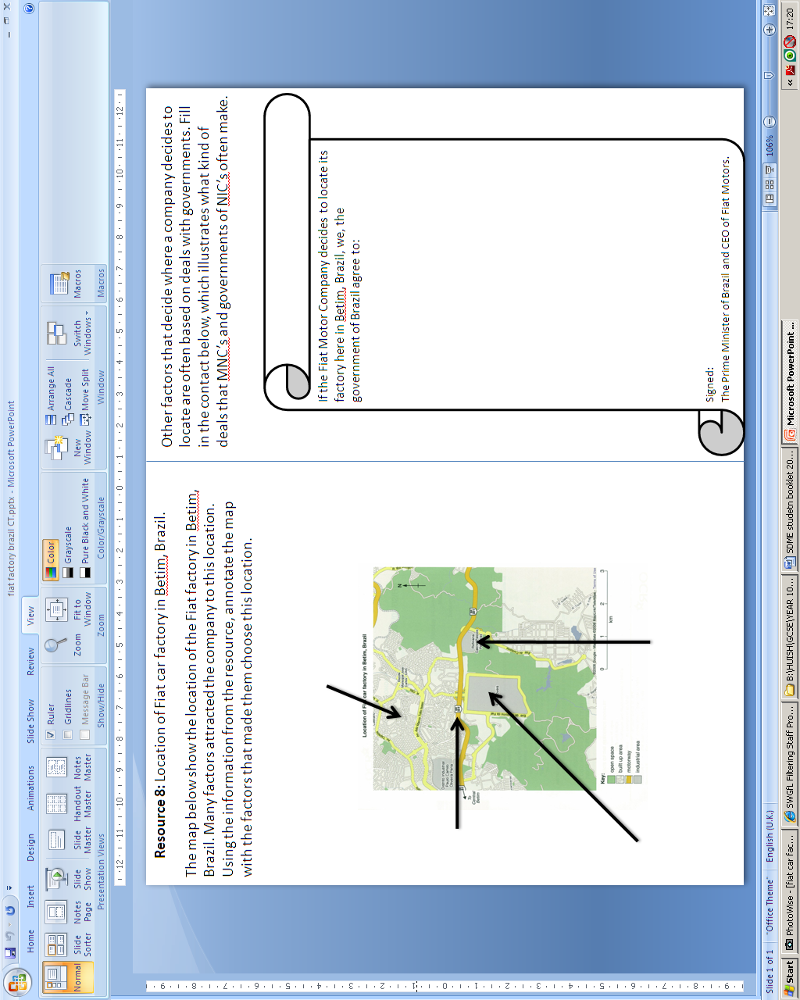 fiat factory brazil CT.pptx - Microsoft PowerPoint
Home Insert Design Animations Slide Show Review View
Normal
Slide Sorter
Notes Page
Slide Show
Slide Master
Handout Master
Notes Master
Presentation Views
Ruler
Gridlines
Message Bar
Show/Hide
Zoom
Fit to Window
Zoom
Color
Grayscale
Pure Black and White
Color/Grayscale
New Window
Arrange All
Cascade
Move Split
Window
Switch Windows
Macros
Macros
Resource 8: Location of Fiat car factory in Betim, Brazil.
The map below show the location of the Fiat factory in Betim,
Brazil. Many factors attracted the company to this location.
Using the information from the resource, annotate the map
with the factors that made them choose this location.
Location of Fiat car factory in Betim, Brazil
N
To
Central
Betim
0 1 2 3
km
Key:
open space
built up area
motorway
industrial area
Other factors that decide where a company decides to
locate are often based on deals with governments. Fill
in the contact below, which illustrates what kind of
deals that MNC's and governments of NIC's often make.
If the Fiat Motor Company decides to locate its
factory here in Betim, Brazil, we, the
government of Brazil agree to:
Signed:
The Prime Minister of Brazil and CEO of Fiat Motors.
Slide 1 of 1 "Office Theme" English (U.K.) 106%
Start PhotoWise - [fiat car fac... SWGfL Filtering Staff Pro... B:\HUISH\GCSE\YEAR 10... SDME studetn booklet 20... Microsoft PowerPoint ... « 17:20